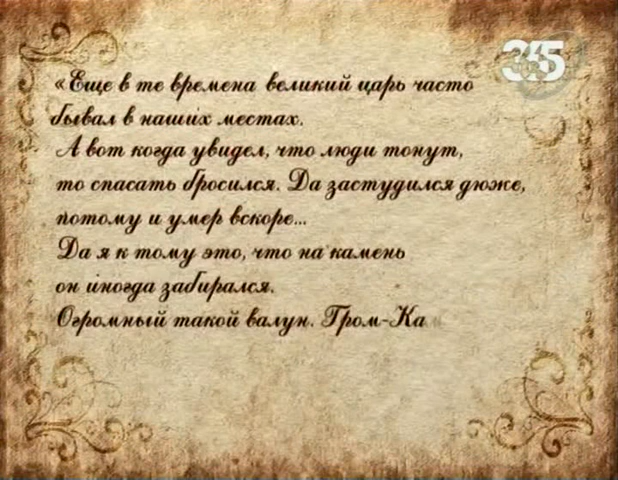 365
«Еще в те времена великий царь часто
бывал в наших местах.
А вот когда увидел, что люди тонут,
то спасать бросился. Да застудился дюже,
потому и умер вскоре...
Да я к тому это, что на камень
он иногда забирался.
Огромный такой валун. Гром-Ка